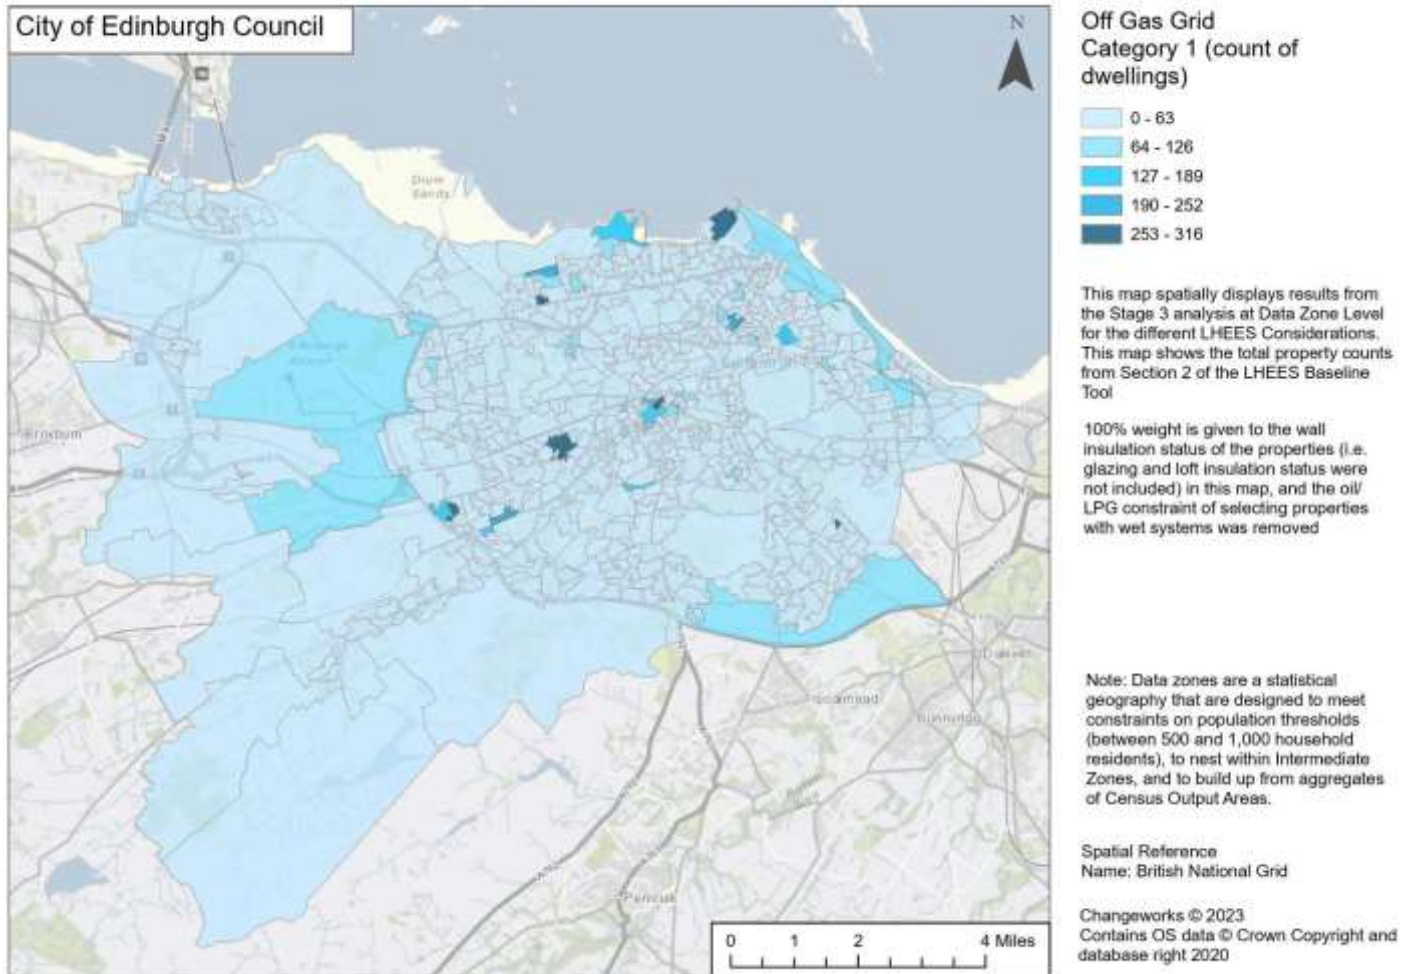 City of Edinburgh Council
N
Off Gas Grid
Category 1 (count of
dwellings)
0 - 63
64 - 126
127 - 189
190 - 252
253 - 316
This map spatially displays results from
the Stage 3 analysis at Data Zone Level
for the different LHEES Considerations.
This map shows the total property counts
from Section 2 of the LHEES Baseline
Tool
100% weight is given to the wall
insulation status of the properties (i.e.
glazing and loft insulation status were
not included) in this map, and the oil/
LPG constraint of selecting properties
with wet systems was removed
Note: Data zones are a statistical
geography that are designed to meet
constraints on population thresholds
(between 500 and 1,000 household
residents), to nest within Intermediate
Zones, and to build up from aggregates
of Census Output Areas.
Spatial Reference
Name: British National Grid
Changeworks © 2023
Contains OS data © Crown Copyright and
database right 2020
Drum
Sands
Penicuik
0 1 2 4 Miles